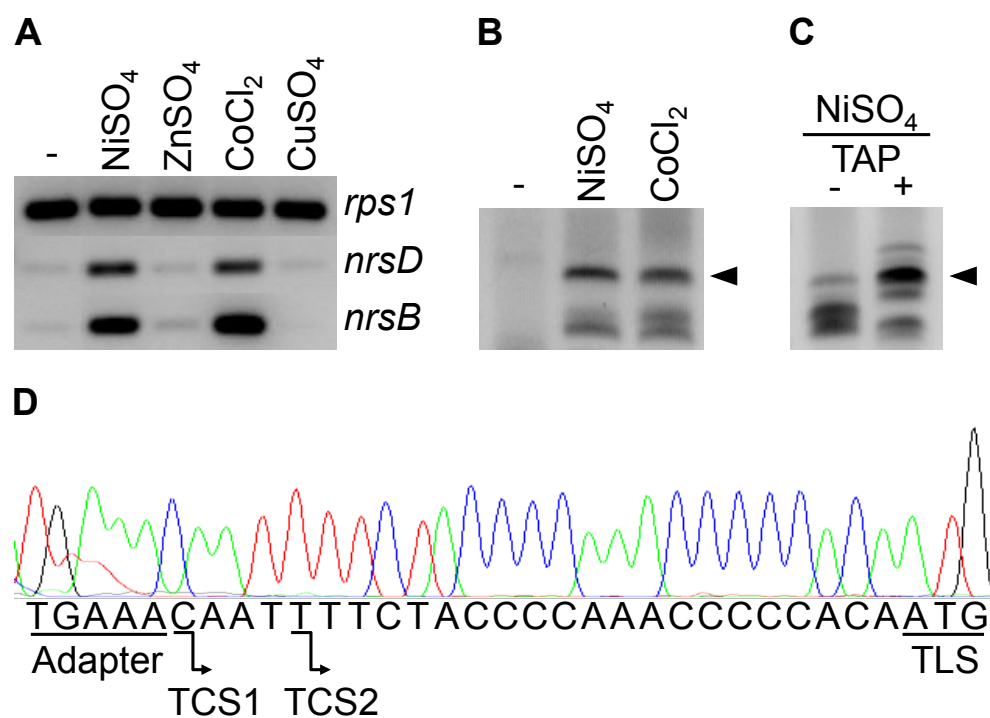 A
- NiSO4 ZnSO4 CoCl2 CuSO4
rps1
nrsD
nrsB
B
- NiSO4 CoCl2
C
NiSO4
TAP
- +
D
TGAAACAATTTTCTACCCCAAACCCCCACAATG
Adapter
TLS
TCS1 TCS2